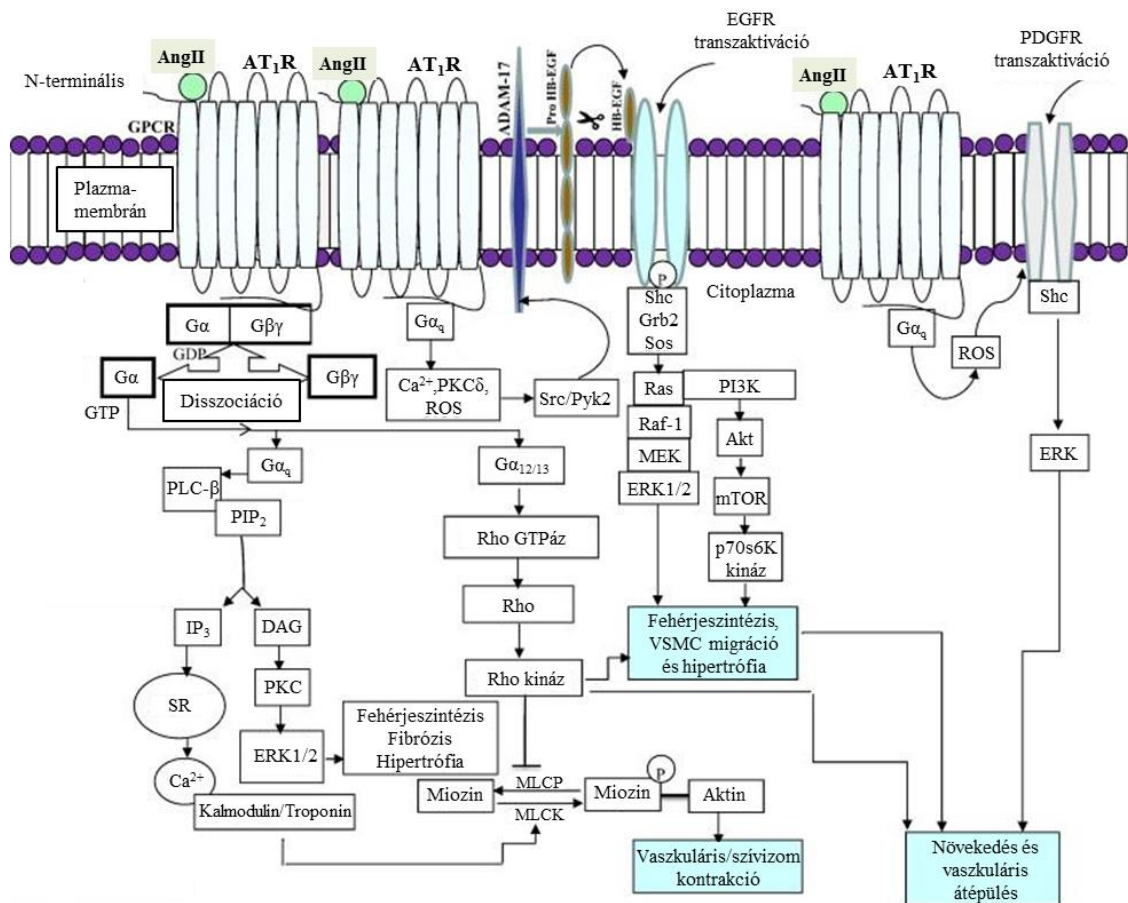 EGFR
transzaktiváció
PDGFR
transzaktiváció
AngII
AT1R
AngII
AT1R
AngII
AT1R
N-terminális
GPCR
ADAM-17
Pro HB-EGF
HB-EGF
Plazma-
membrán
P
Citoplazma
Shc
Grb2
Sos
Shc
Gα
Gβγ
Gαq
Gαq
ROS
GDP
Gα
Gβγ
Disszociáció
GTP
Ca2+,PKCδ,
ROS
Src/Pyk2
Ras
PI3K
Raf-1
Akt
MEK
ERK
ERK1/2
mTOR
Gαq
Gα12/13
PLC-β
PIP2
Rho GTPáz
p70s6K
kináz
Rho
IP3
DAG
Fehérjeszintézis,
VSMC migráció
és hipertrófia
Rho kináz
SR
PKC
Fehérjeszintézis
Fibrózis
Hipertrófia
ERK1/2
Ca2+
Kalmodulin/Troponin
Miozin
MLCP
MLCK
Miozin
P
Aktin
Vaszkuláris/szívizom
kontrakció
Növekedés és
vaszkuláris
átépülés